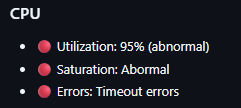 CPU
Utilization: 95% (abnormal)
Saturation: Abormal
Errors: Timeout errors